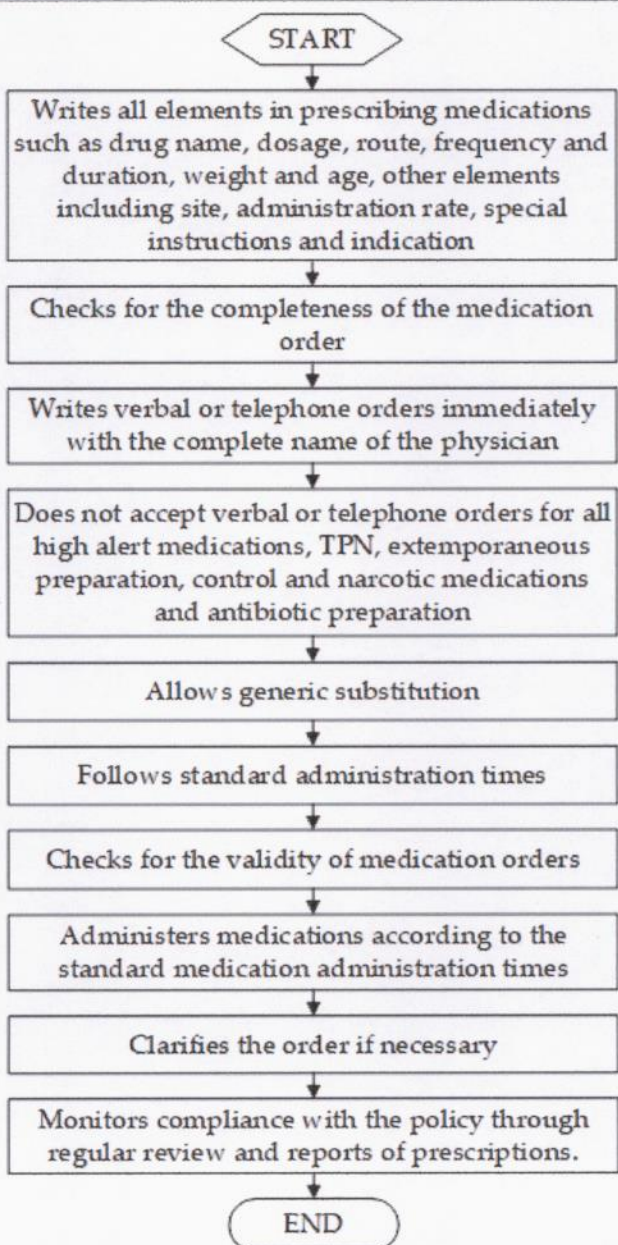 START
Writes all elements in prescribing medications
such as drug name, dosage, route, frequency and
duration, weight and age, other elements
including site, administration rate, special
instructions and indication
Checks for the completeness of the medication
order
Writes verbal or telephone orders immediately
with the complete name of the physician
Does not accept verbal or telephone orders for all
high alert medications, TPN, extemporaneous
preparation, control and narcotic medications
and antibiotic preparation
Allows generic substitution
Follows standard administration times
Checks for the validity of medication orders
Administers medications according to the
standard medication administration times
Clarifies the order if necessary
Monitors compliance with the policy through
regular review and reports of prescriptions.
END